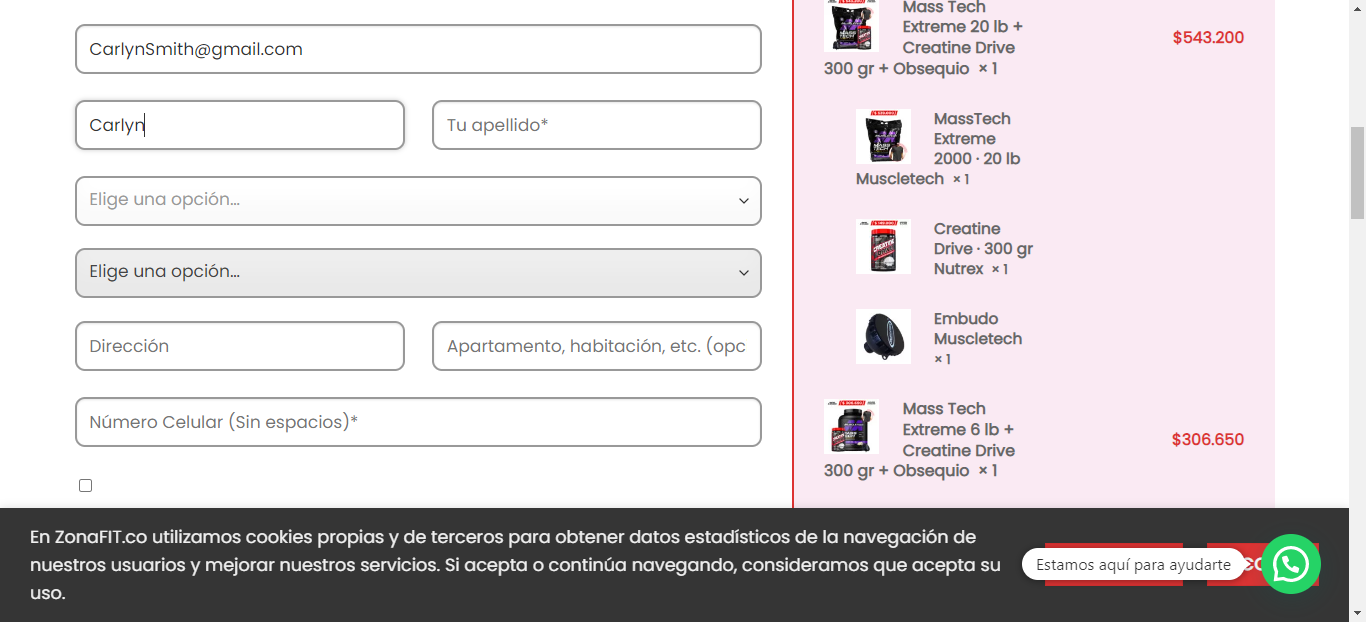 CarlynSmith@gmail.com
Carlyn
Tu apellido*
Elige una opción...
Elige una opción...
Dirección
Apartamento, habitación, etc. (opc
Número Celular (Sin espacios)*
Mass Tech
Extreme 20 lb +
Creatine Drive
300 gr + Obsequio × 1
$543.200
MassTech
Extreme
2000 · 20 lb
Muscletech × 1
Creatine
Drive · 300 gr
Nutrex × 1
Embudo
Muscletech
× 1
Mass Tech
Extreme 6 lb +
Creatine Drive
300 gr + Obsequio × 1
$306.650
En ZonaFIT.co utilizamos cookies propias y de terceros para obtener datos estadísticos de la navegación de
nuestros usuarios y mejorar nuestros servicios. Si acepta o continúa navegando, consideramos que acepta su
uso.
Estamos aquí para ayudarte